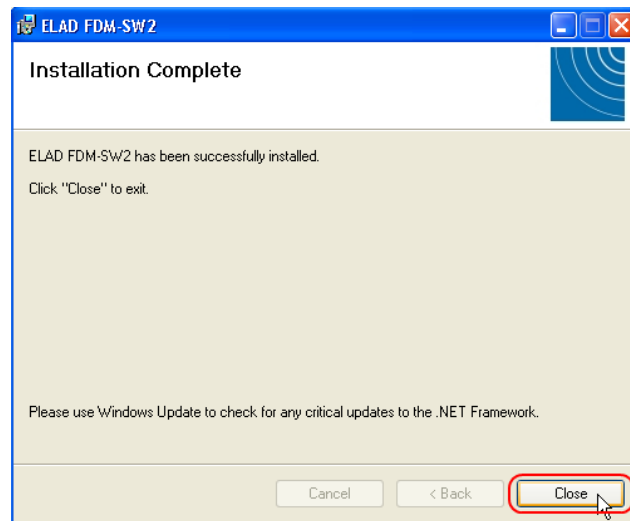 ELAD FDM-SW2
Installation Complete
ELAD FDM-SW2 has been successfully installed.
Click "Close" to exit.
Please use Windows Update to check for any critical updates to the .NET Framework.
Cancel
< Back
Close